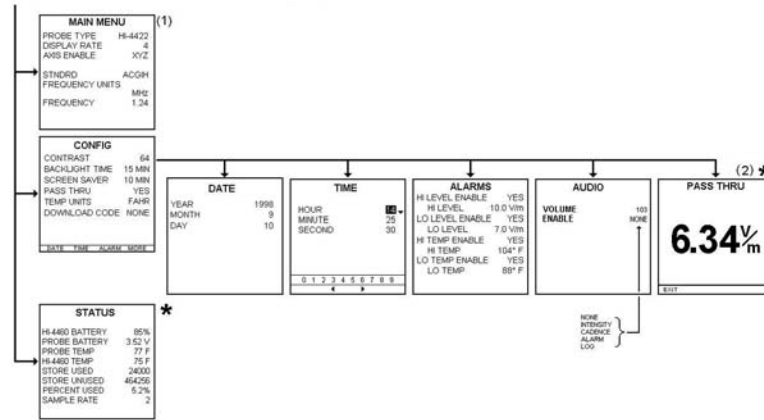 MAIN MENU (1)
PROBE TYPE HI-4422
DISPLAY RATE 4
AXIS ENABLE XYZ
STNDRD ACGIH
FREQUENCY UNITS
MHz
FREQUENCY 1.24
CONFIG
CONTRAST 64
BACKLIGHT TIME 15 MIN
SCREEN SAVER 10 MIN
PASS THRU YES
TEMP UNITS FAHR
DOWNLOAD CODE NONE
DATE TIME ALARM MORE
DATE
YEAR 1998
MONTH 9
DAY 10
TIME
HOUR 14
MINUTE 25
SECOND 30
0 1 2 3 4 5 6 7 8 9
ALARMS
HI LEVEL ENABLE YES
HI LEVEL 10.0 V/m
LO LEVEL ENABLE YES
LO LEVEL 7.0 V/m
HI TEMP ENABLE YES
HI TEMP 104° F
LO TEMP ENABLE YES
LO TEMP 88° F
AUDIO
VOLUME 103
ENABLE NONE
NONE
INTENSITY
CADENCE
ALARM
LOG
(2) *
PASS THRU
6.34 V/m
EXIT
STATUS *
HI-4460 BATTERY 85%
PROBE BATTERY 3.52 V
PROBE TEMP 77 F
HI-4460 TEMP 75 F
STORE USED 24000
STORE UNUSED 464256
PERCENT USED 5.2%
SAMPLE RATE 2